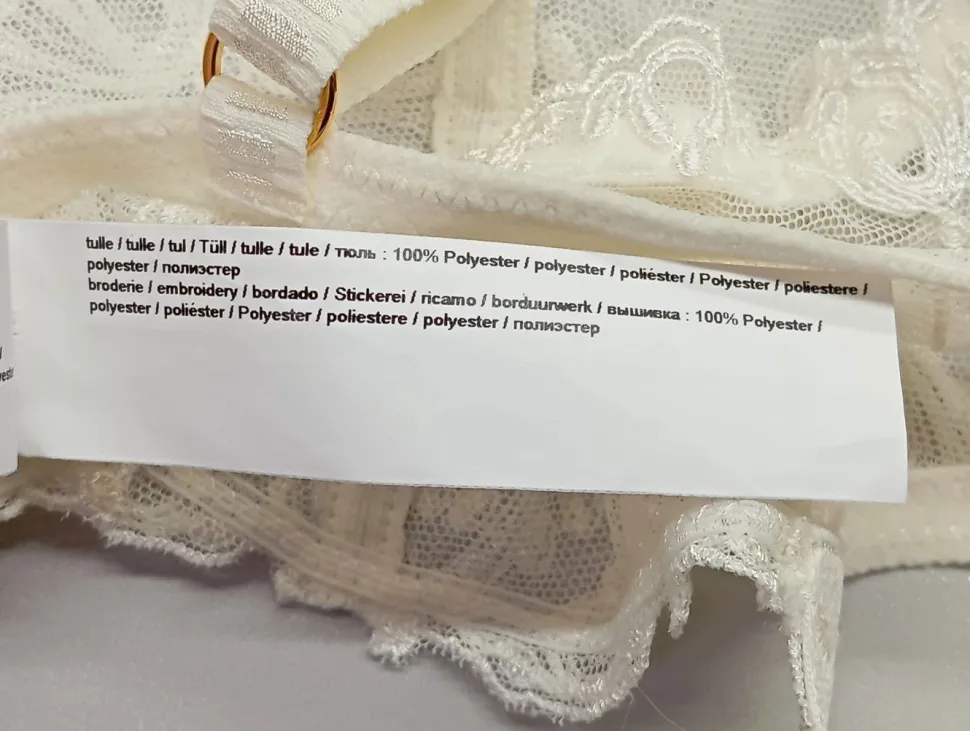 tulle / tulle / tul / Tüll / tulle / tule / тюль : 100% Polyester / polyester / poliéster / Polyester / poliestere /
polyester / полиэстер
broderie / embroidery / bordado / Stickerei / ricamo / borduurwerk / вышивка : 100% Polyester /
polyester / poliéster / Polyester / poliestere / polyester / полиэстер